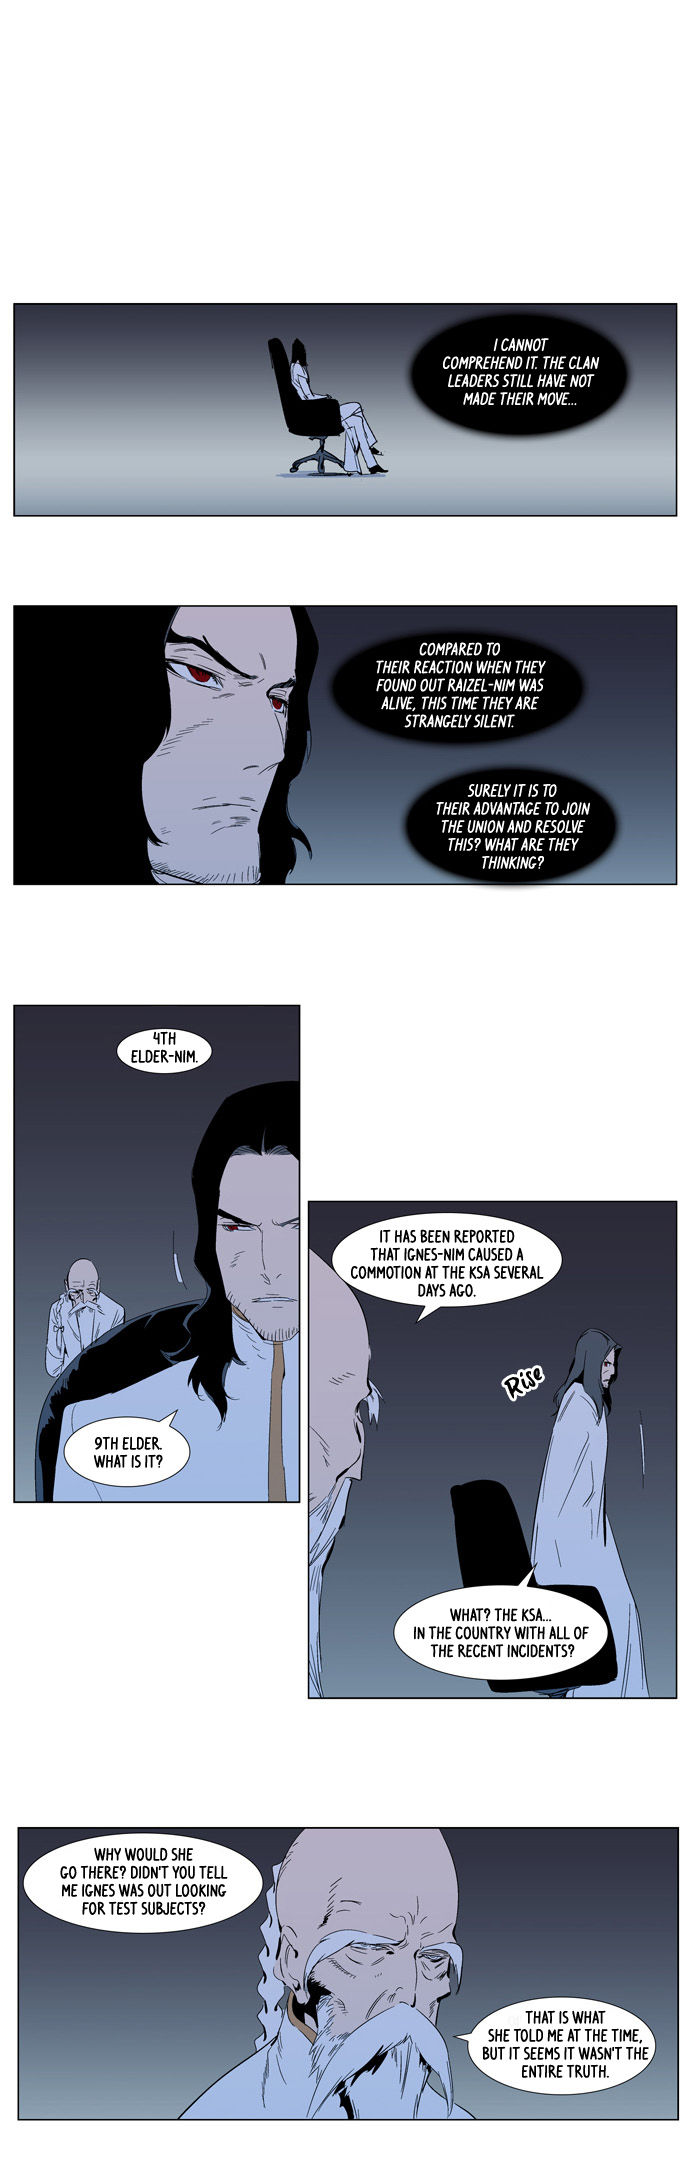 I CANNOT
COMPREHEND IT. THE CLAN
LEADERS STILL HAVE NOT
MADE THEIR MOVE...
COMPARED TO
THEIR REACTION WHEN THEY
FOUND OUT RAIZEL-NIM WAS
ALIVE, THIS TIME THEY ARE
STRANGELY SILENT.
SURELY IT IS TO
THEIR ADVANTAGE TO JOIN
THE UNION AND RESOLVE
THIS? WHAT ARE THEY
THINKING?
4TH
ELDER-NIM.
9TH ELDER.
WHAT IS IT?
IT HAS BEEN REPORTED
THAT IGNES-NIM CAUSED A
COMMOTION AT THE KSA SEVERAL
DAYS AGO.
Rise
WHAT? THE KSA...
IN THE COUNTRY WITH ALL OF
THE RECENT INCIDENTS?
WHY WOULD SHE
GO THERE? DIDN'T YOU TELL
ME IGNES WAS OUT LOOKING
FOR TEST SUBJECTS?
THAT IS WHAT
SHE TOLD ME AT THE TIME,
BUT IT SEEMS IT WASN'T THE
ENTIRE TRUTH.